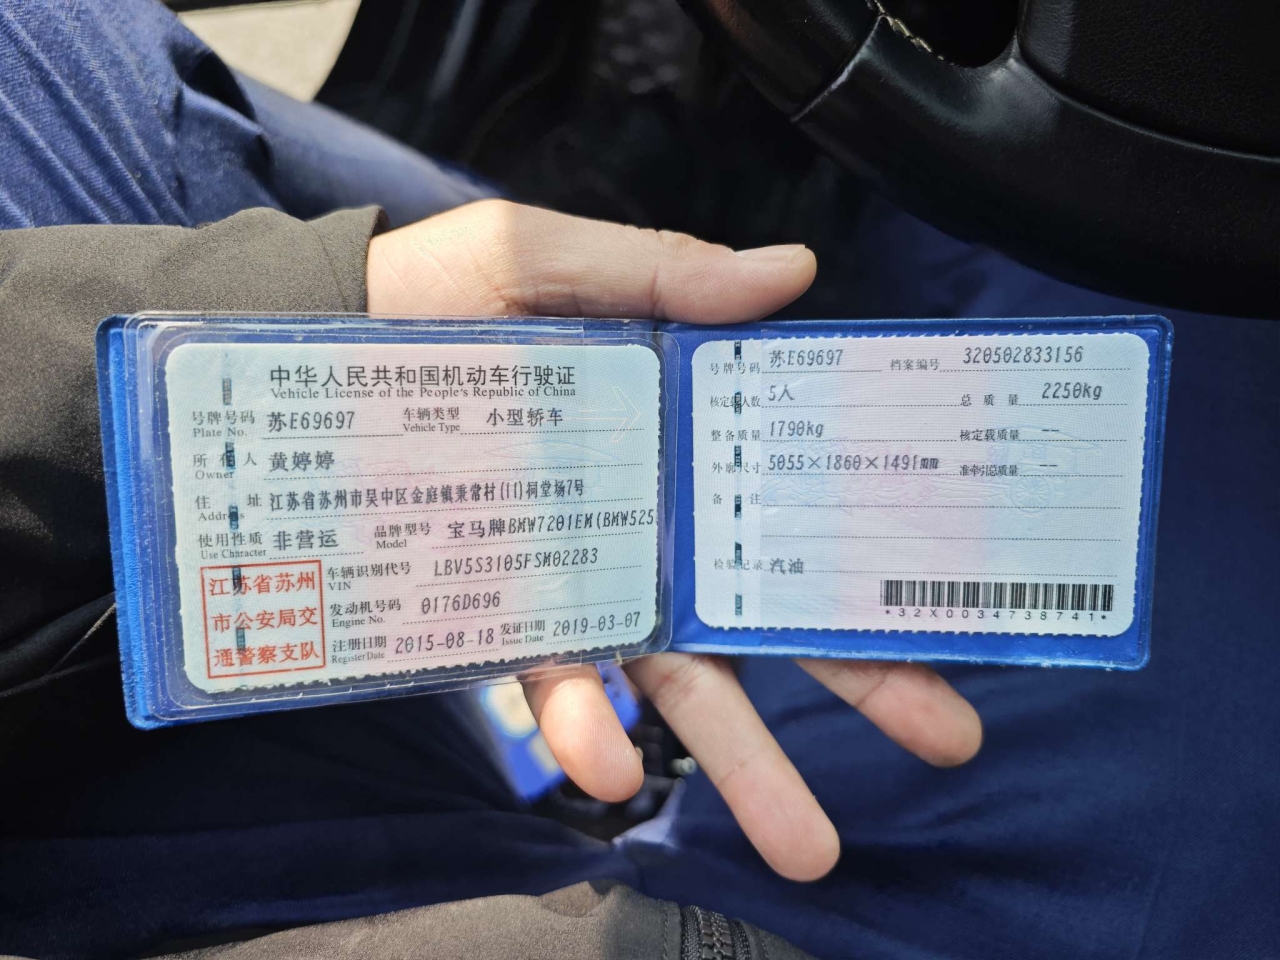 中华人民共和国机动车行驶证
Vehicle License of the People's Republic of China
号牌号码 苏E69697 车辆类型 小型轿车
Plate No. Vehicle Type
所有人 黄婷婷
Owner
住址 江苏省苏州市吴中区金庭镇秉常村(11)祠堂场7号
Address
使用性质 非营运 品牌型号 宝马牌BMW7201EM(BMW525
Use Character Model
江苏省苏州
市公安局交
通警察支队
车辆识别代号 LBV5S3105FSM02283
VIN
发动机号码 0176D696
Engine No.
注册日期 2015-08-18 发证日期 2019-03-07
Register Date Issue Date
号牌号码 苏E69697 档案编号 320502833156
核定载人数 5人 总质量 2250kg
整备质量 1790kg 核定载质量 --
外廓尺寸 5055×1860×1491mm 准牵引总质量 --
备注
检验记录 汽油
*32X0034738741*